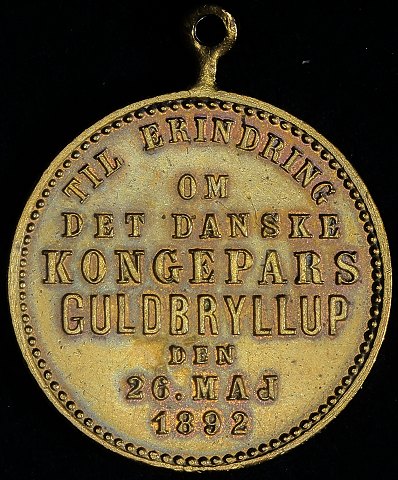 TIL ERINDRING
OM
DET DANSKE
KONGEPARS
GULDBRYLLUP
DEN
26. MAJ
1892